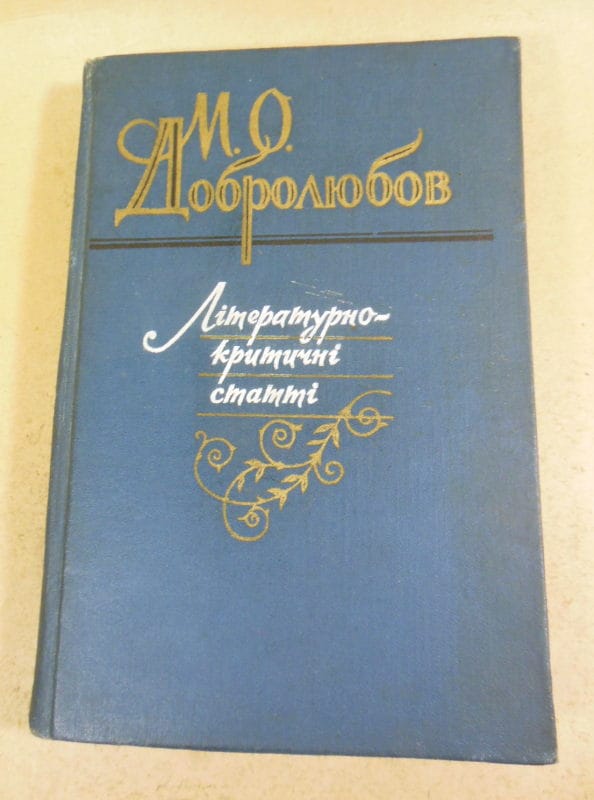 М. О.
Добролюбов
Літературно-
критичні
статті